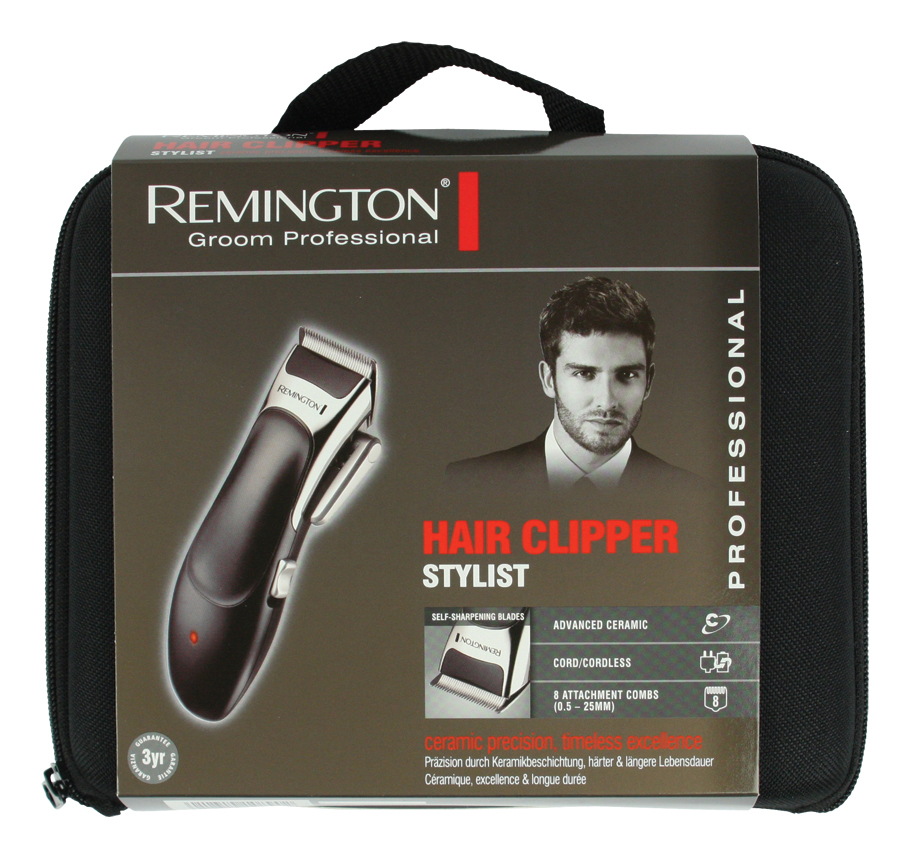 HAIR CLIPPER
STYLIST
REMINGTON®
Groom Professional
PROFESSIONAL
REMINGTON
HAIR CLIPPER
STYLIST
SELF-SHARPENING BLADES
REMINGTON
ADVANCED CERAMIC
CORD/CORDLESS
8 ATTACHMENT COMBS
(0.5 – 25MM)
8
ceramic precision, timeless excellence
Präzision durch Keramikbeschichtung, härter & längere Lebensdauer
Céramique, excellence & longue durée
GUARANTEE
3yr
GARANTIE